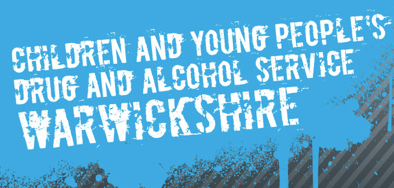 CHILDREN AND YOUNG PEOPLE'S
DRUG AND ALCOHOL SERVICE
WARWICKSHIRE